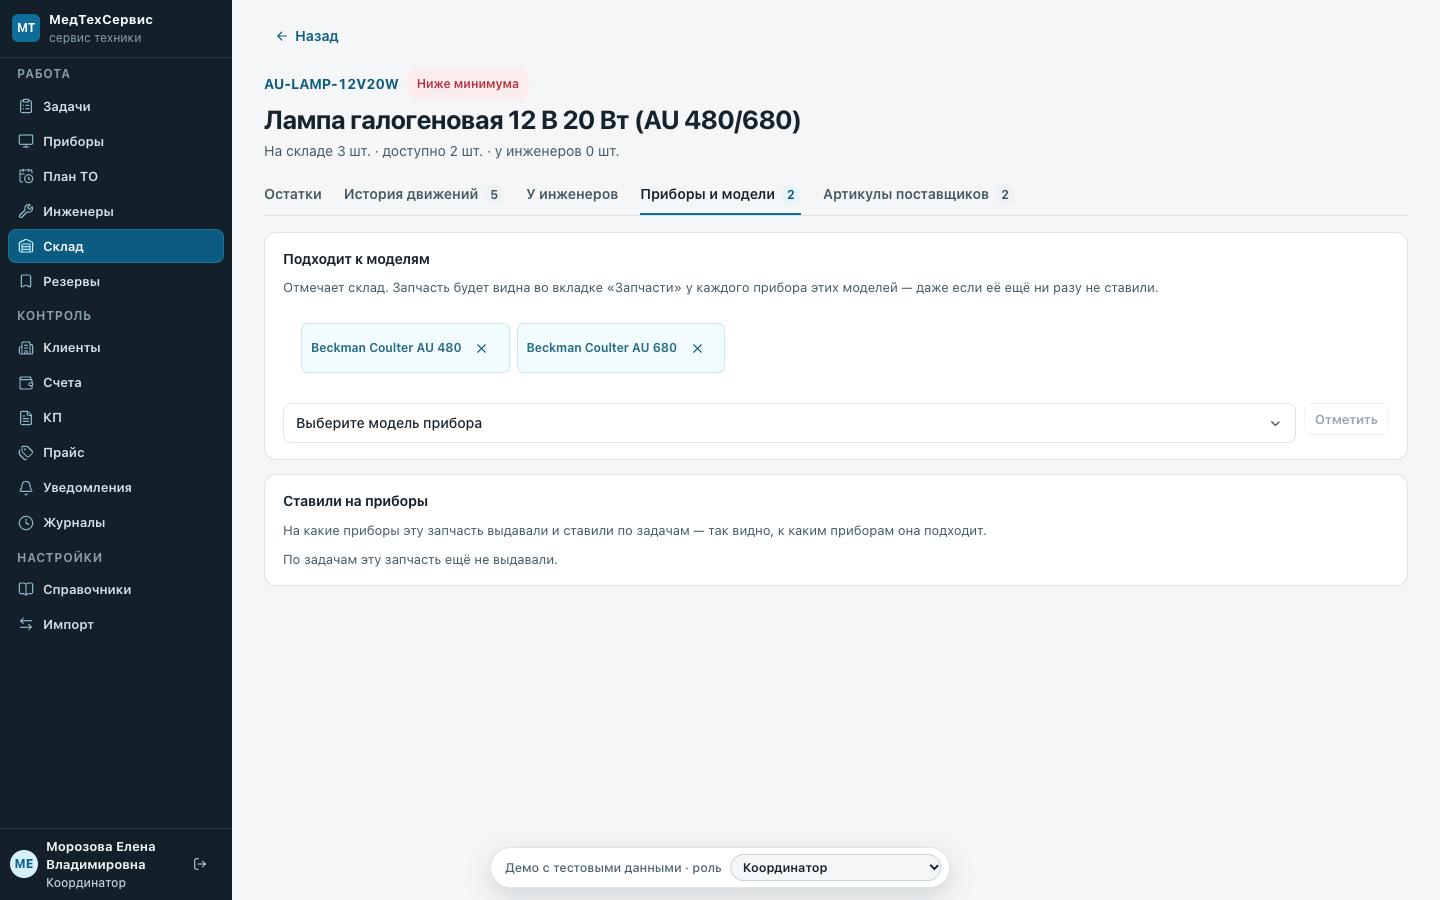 МТ
МедТехСервис
сервис техники
РАБОТА
Задачи
Приборы
План ТО
Инженеры
Склад
Резервы
КОНТРОЛЬ
Клиенты
Счета
КП
Прайс
Уведомления
Журналы
НАСТРОЙКИ
Справочники
Импорт
МЕ
Морозова Елена
Владимировна
Координатор
Назад
AU-LAMP-12V20W Ниже минимума
Лампа галогеновая 12 В 20 Вт (AU 480/680)
На складе 3 шт. · доступно 2 шт. · у инженеров 0 шт.
Остатки История движений 5 У инженеров Приборы и модели 2 Артикулы поставщиков 2
Подходит к моделям
Отмечает склад. Запчасть будет видна во вкладке «Запчасти» у каждого прибора этих моделей — даже если её ещё ни разу не ставили.
Beckman Coulter AU 480 Beckman Coulter AU 680
Выберите модель прибора Отметить
Ставили на приборы
На какие приборы эту запчасть выдавали и ставили по задачам — так видно, к каким приборам она подходит.
По задачам эту запчасть ещё не выдавали.
Демо с тестовыми данными · роль Координатор